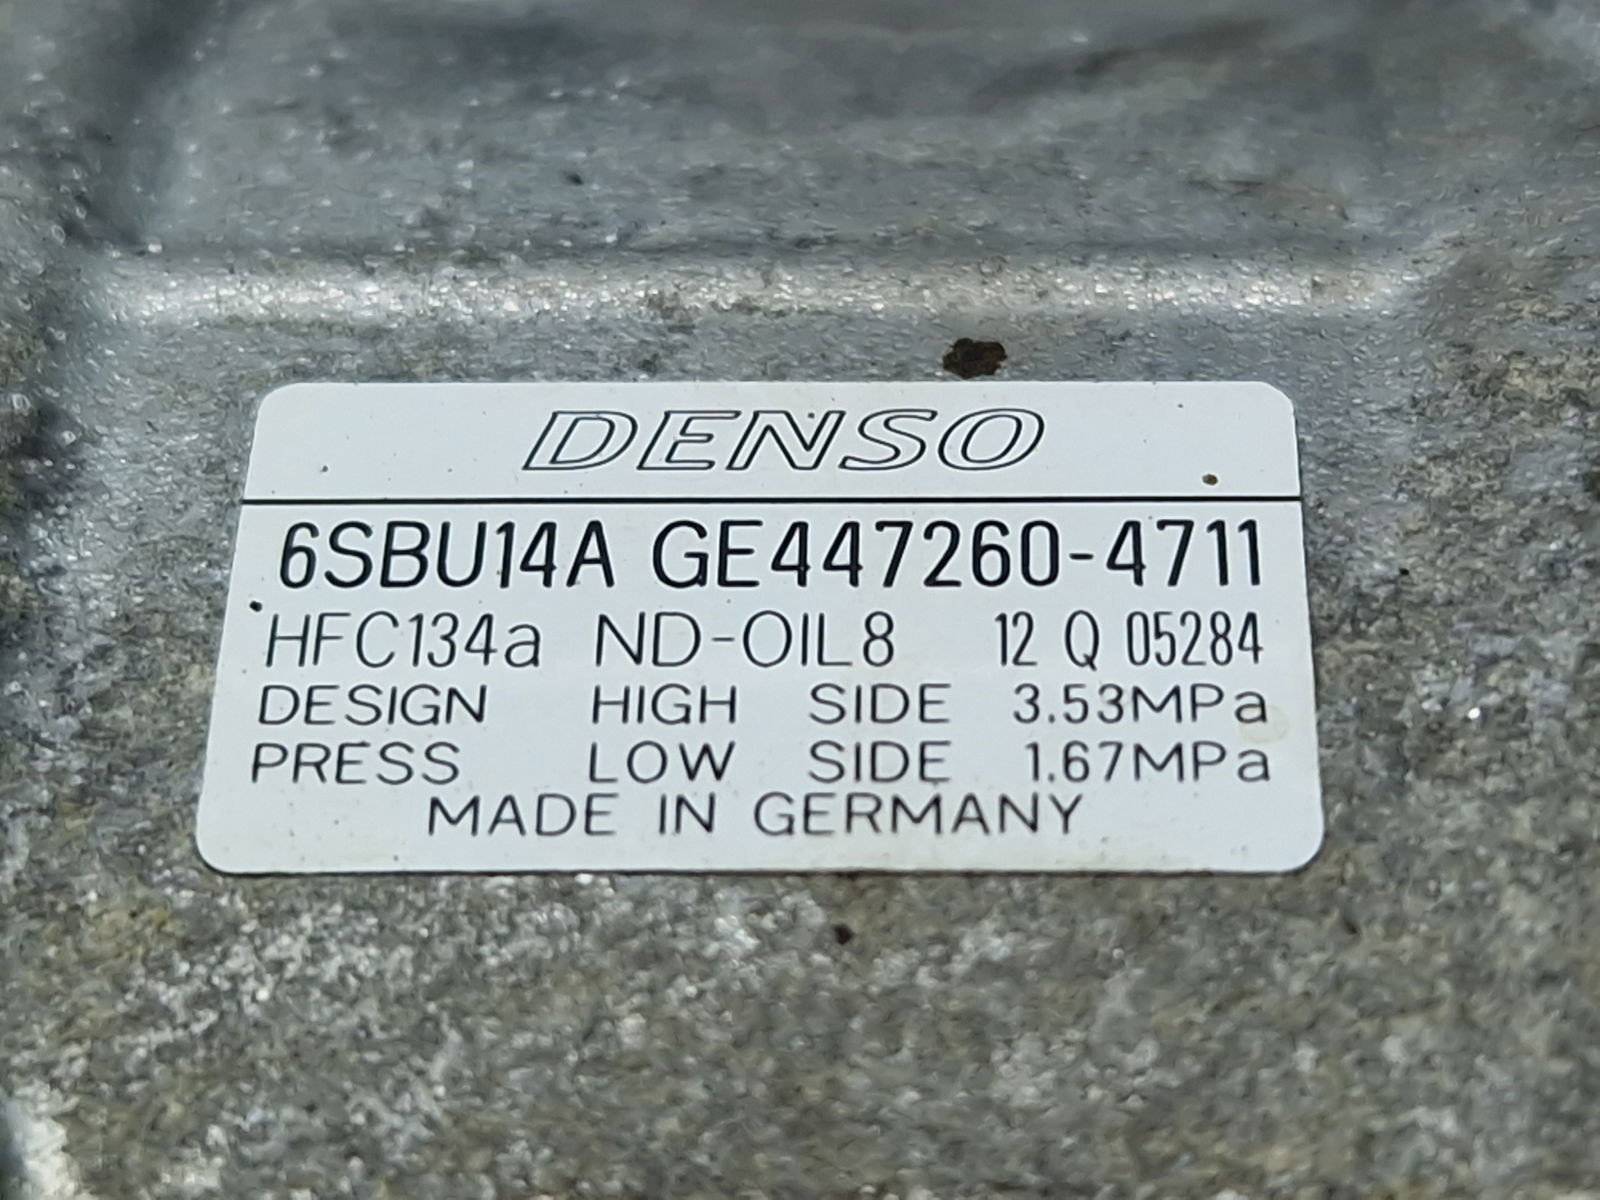 DENSO
6SBU14A GE447260-4711
HFC134a ND-OIL8 12 Q 05284
DESIGN HIGH SIDE 3.53MPa
PRESS LOW SIDE 1.67MPa
MADE IN GERMANY